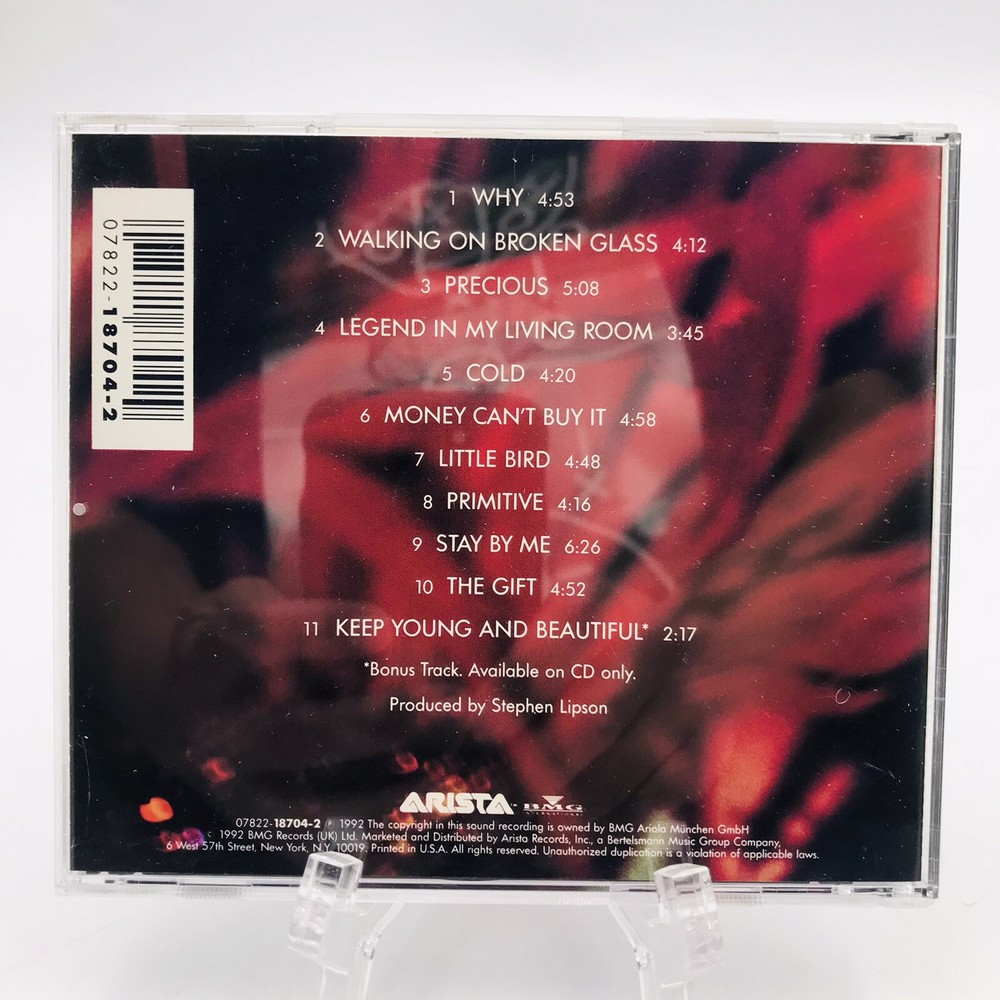 1 WHY 4:53
2 WALKING ON BROKEN GLASS 4:12
3 PRECIOUS 5:08
4 LEGEND IN MY LIVING ROOM 3:45
5 COLD 4:20
6 MONEY CAN'T BUY IT 4:58
7 LITTLE BIRD 4:48
8 PRIMITIVE 4:16
9 STAY BY ME 6:26
10 THE GIFT 4:52
11 KEEP YOUNG AND BEAUTIFUL* 2:17
*Bonus Track. Available on CD only.
Produced by Stephen Lipson
ARISTA BMG
INTERNATIONAL
07822-18704-2 ℗ 1992 The copyright in this sound recording is owned by BMG Ariola München GmbH
© 1992 BMG Records (UK) Ltd. Marketed and Distributed by Arista Records, Inc., a Bertelsmann Music Group Company,
6 West 57th Street, New York, N.Y. 10019. Printed in U.S.A. All rights reserved. Unauthorized duplication is a violation of applicable laws.
07822-18704-2